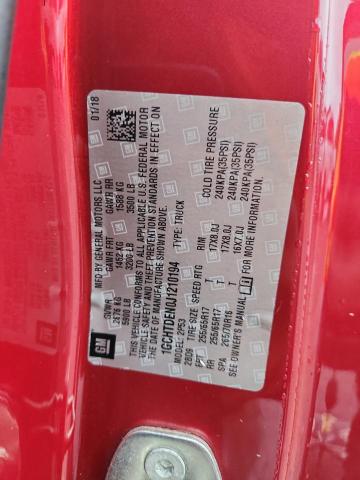 GM
MFD BY GENERAL MOTORS LLC 01/18
GVWR GAWR FRT GAWR RR
2676 KG 1452 KG 1588 KG
5900 LB 3200 LB 3500 LB
THIS VEHICLE CONFORMS TO ALL APPLICABLE U.S. FEDERAL MOTOR
VEHICLE SAFETY AND THEFT PREVENTION STANDARDS IN EFFECT ON
THE DATE OF MANUFACTURE SHOWN ABOVE.
TYPE: TRUCK
MODEL: 2P53
2809
TIRE SIZE SPEED RTG RIM COLD TIRE PRESSURE
FRT 255/65R17 17X8.0J 240KPA(35PSI)
RR 255/65R17 17X8.0J 240KPA(35PSI)
SPA 265/70R16 16X7.0J 240KPA(35PSI)
SEE OWNER'S MANUAL FOR MORE INFORMATION.